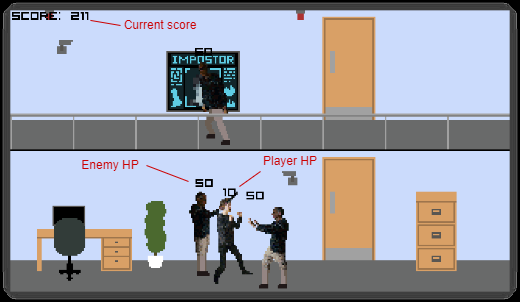 SCORE: 211
Current score
50
IMPOSTOR
Enemy HP
Player HP
50
10
50